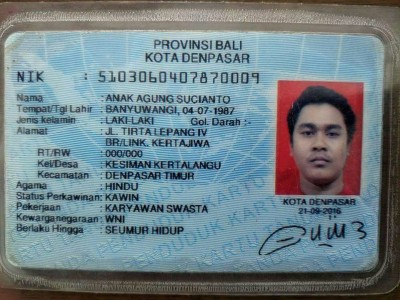 PROVINSI BALI
KOTA DENPASAR
NIK : 5103060407870009
Nama : ANAK AGUNG SUCIANTO
Tempat/Tgl Lahir : BANYUWANGI, 04-07-1987
Jenis kelamin : LAKI-LAKI Gol. Darah :-
Alamat : JL. TIRTA LEPANG IV
BR/LINK. KERTAJIWA
RT/RW : 000/000
Kel/Desa : KESIMAN KERTALANGU
Kecamatan : DENPASAR TIMUR
Agama : HINDU
Status Perkawinan: KAWIN
Pekerjaan : KARYAWAN SWASTA
Kewarganegaraan: WNI
Berlaku Hingga : SEUMUR HIDUP
KOTA DENPASAR
21-09-2016